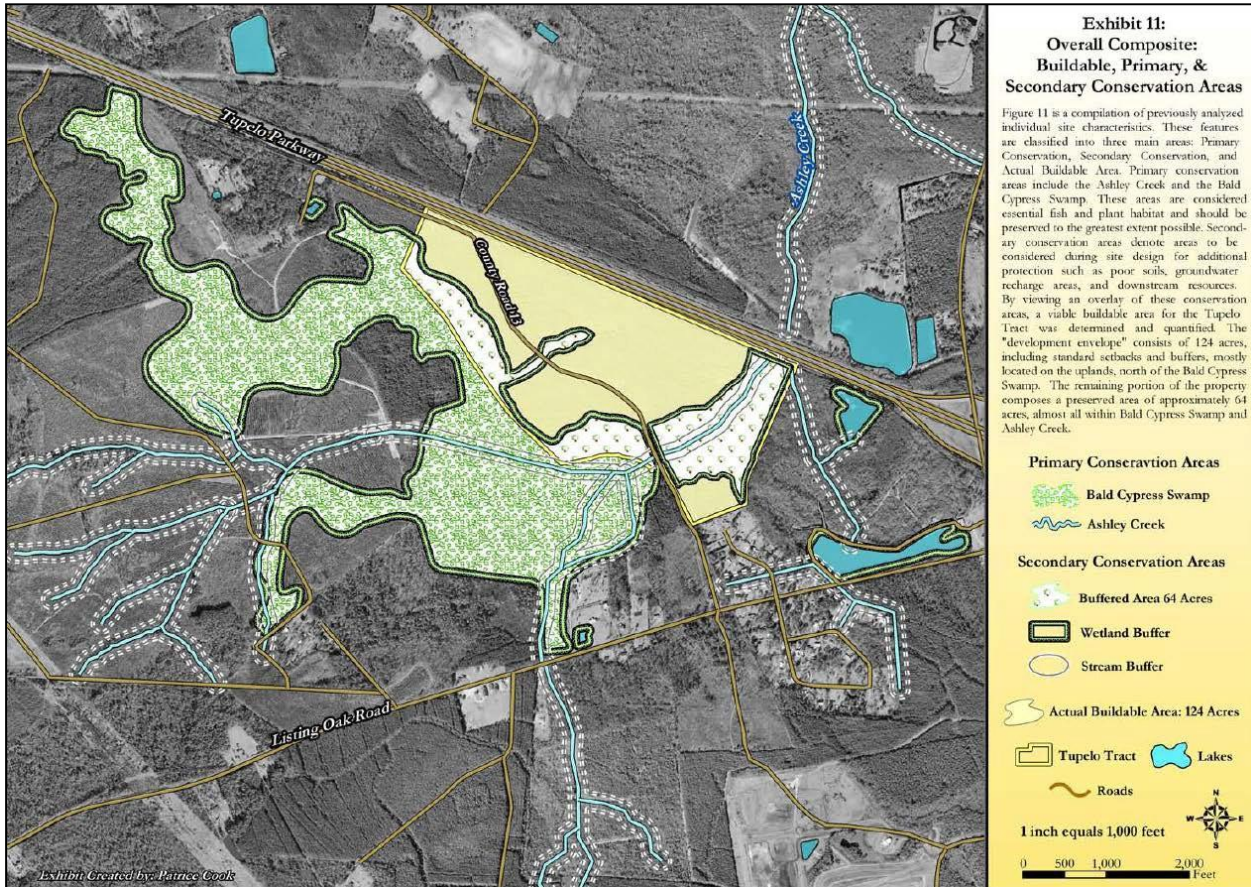 Tupelo Parkway
Ashley Creek
County Road 13
Listing Oak Road
Exhibit Created by: Patrice Cook
Exhibit 11:
Overall Composite:
Buildable, Primary, &
Secondary Conservation Areas
Figure 11 is a compilation of previously analyzed
individual site characteristics. These features
are classified into three main areas: Primary
Conservation, Secondary Conservation, and
Actual Buildable Area. Primary conservation
areas include the Ashley Creek and the Bald
Cypress Swamp. These areas are considered
essential fish and plant habitat and should be
preserved to the greatest extent possible. Second-
ary conservation areas denote areas to be
considered during site design for additional
protection such as poor soils, groundwater
recharge areas, and downstream resources.
By viewing an overlay of these conservation
areas, a viable buildable area for the Tupelo
Tract was determined and quantified. The
"development envelope" consists of 124 acres,
including standard setbacks and buffers, mostly
located on the uplands, north of the Bald Cypress
Swamp. The remaining portion of the property
composes a preserved area of approximately 64
acres, almost all within Bald Cypress Swamp and
Ashley Creek.
Primary Conseravtion Areas
Bald Cypress Swamp
Ashley Creek
Secondary Conservation Areas
Buffered Area 64 Acres
Wetland Buffer
Stream Buffer
Actual Buildable Area: 124 Acres
Tupelo Tract Lakes
Roads
N
W E
S
1 inch equals 1,000 feet
0 500 1,000 2,000
Feet